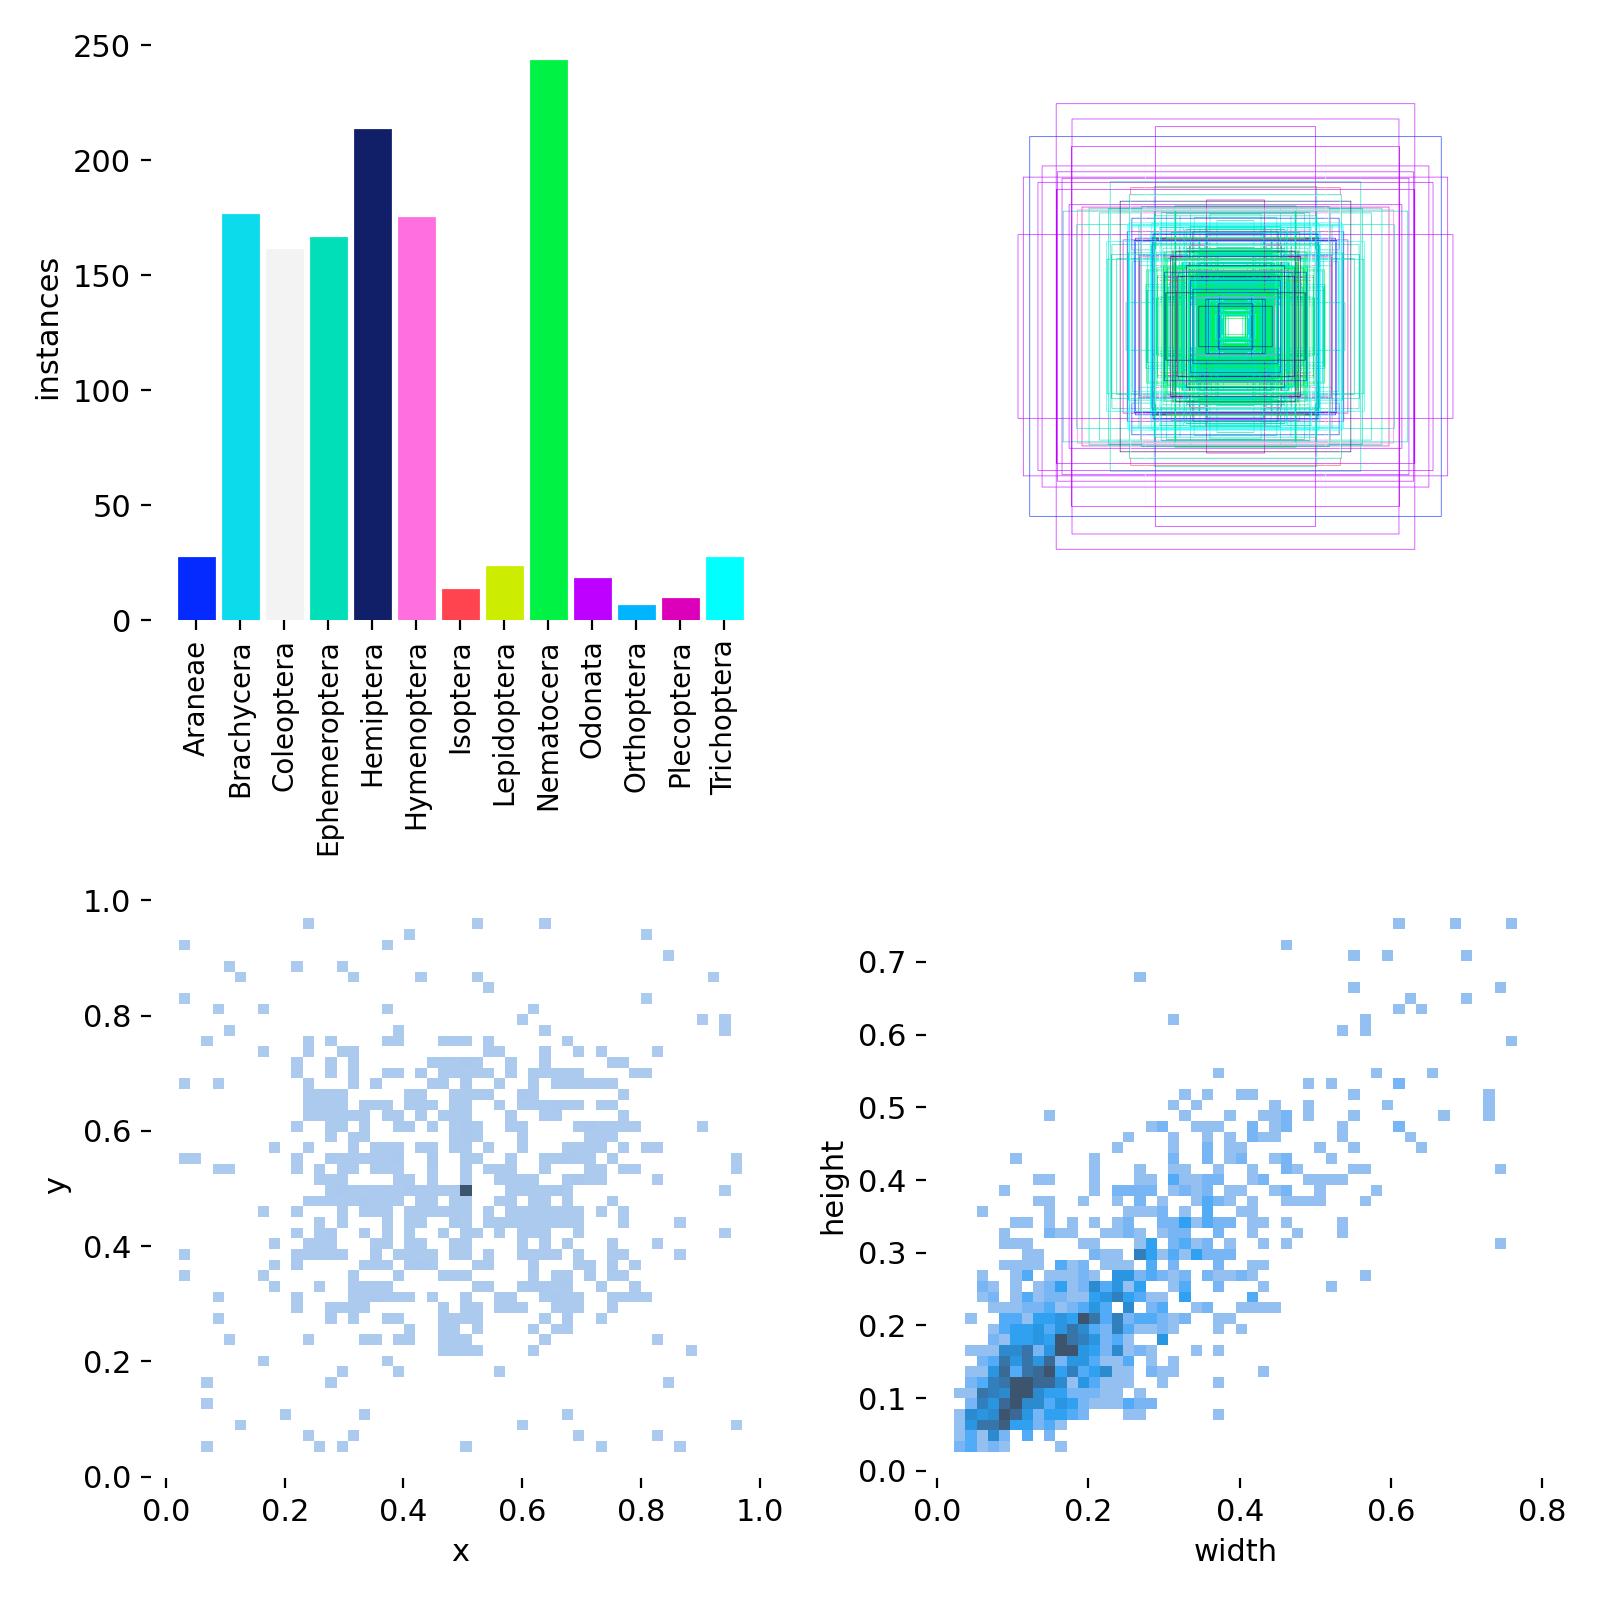 250
200
150
100
50
0
instances
Araneae
Brachycera
Coleoptera
Ephemeroptera
Hemiptera
Hymenoptera
Isoptera
Lepidoptera
Nematocera
Odonata
Orthoptera
Plecoptera
Trichoptera
1.0
0.8
0.6
0.4
0.2
0.0
y
0.0 0.2 0.4 0.6 0.8 1.0
x
0.7
0.6
0.5
0.4
0.3
0.2
0.1
0.0
height
0.0 0.2 0.4 0.6 0.8
width